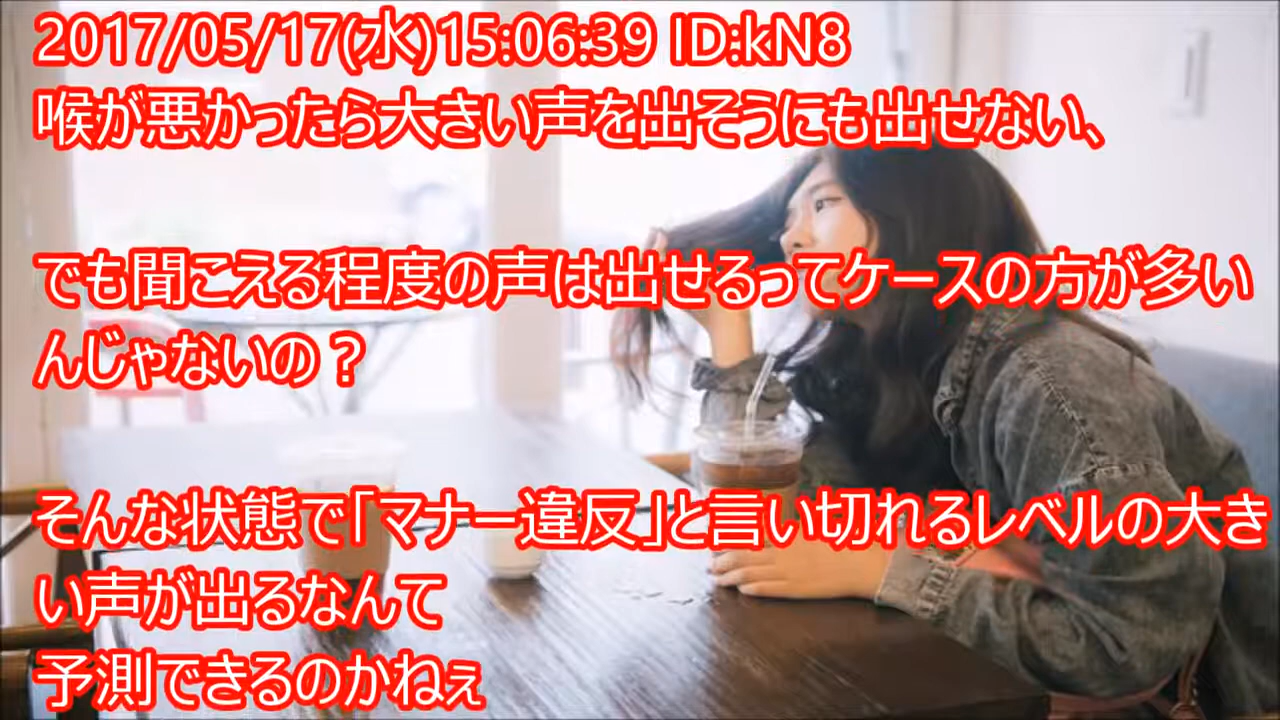 2017/05/17(水)15:06:39 ID:kN8
喉が悪かったら大きい声を出そうにも出せない、
でも聞こえる程度の声は出せるってケースの方が多い
んじゃないの？
そんな状態で「マナー違反」と言い切れるレベルの大き
い声が出るなんて
予測できるのかねぇ